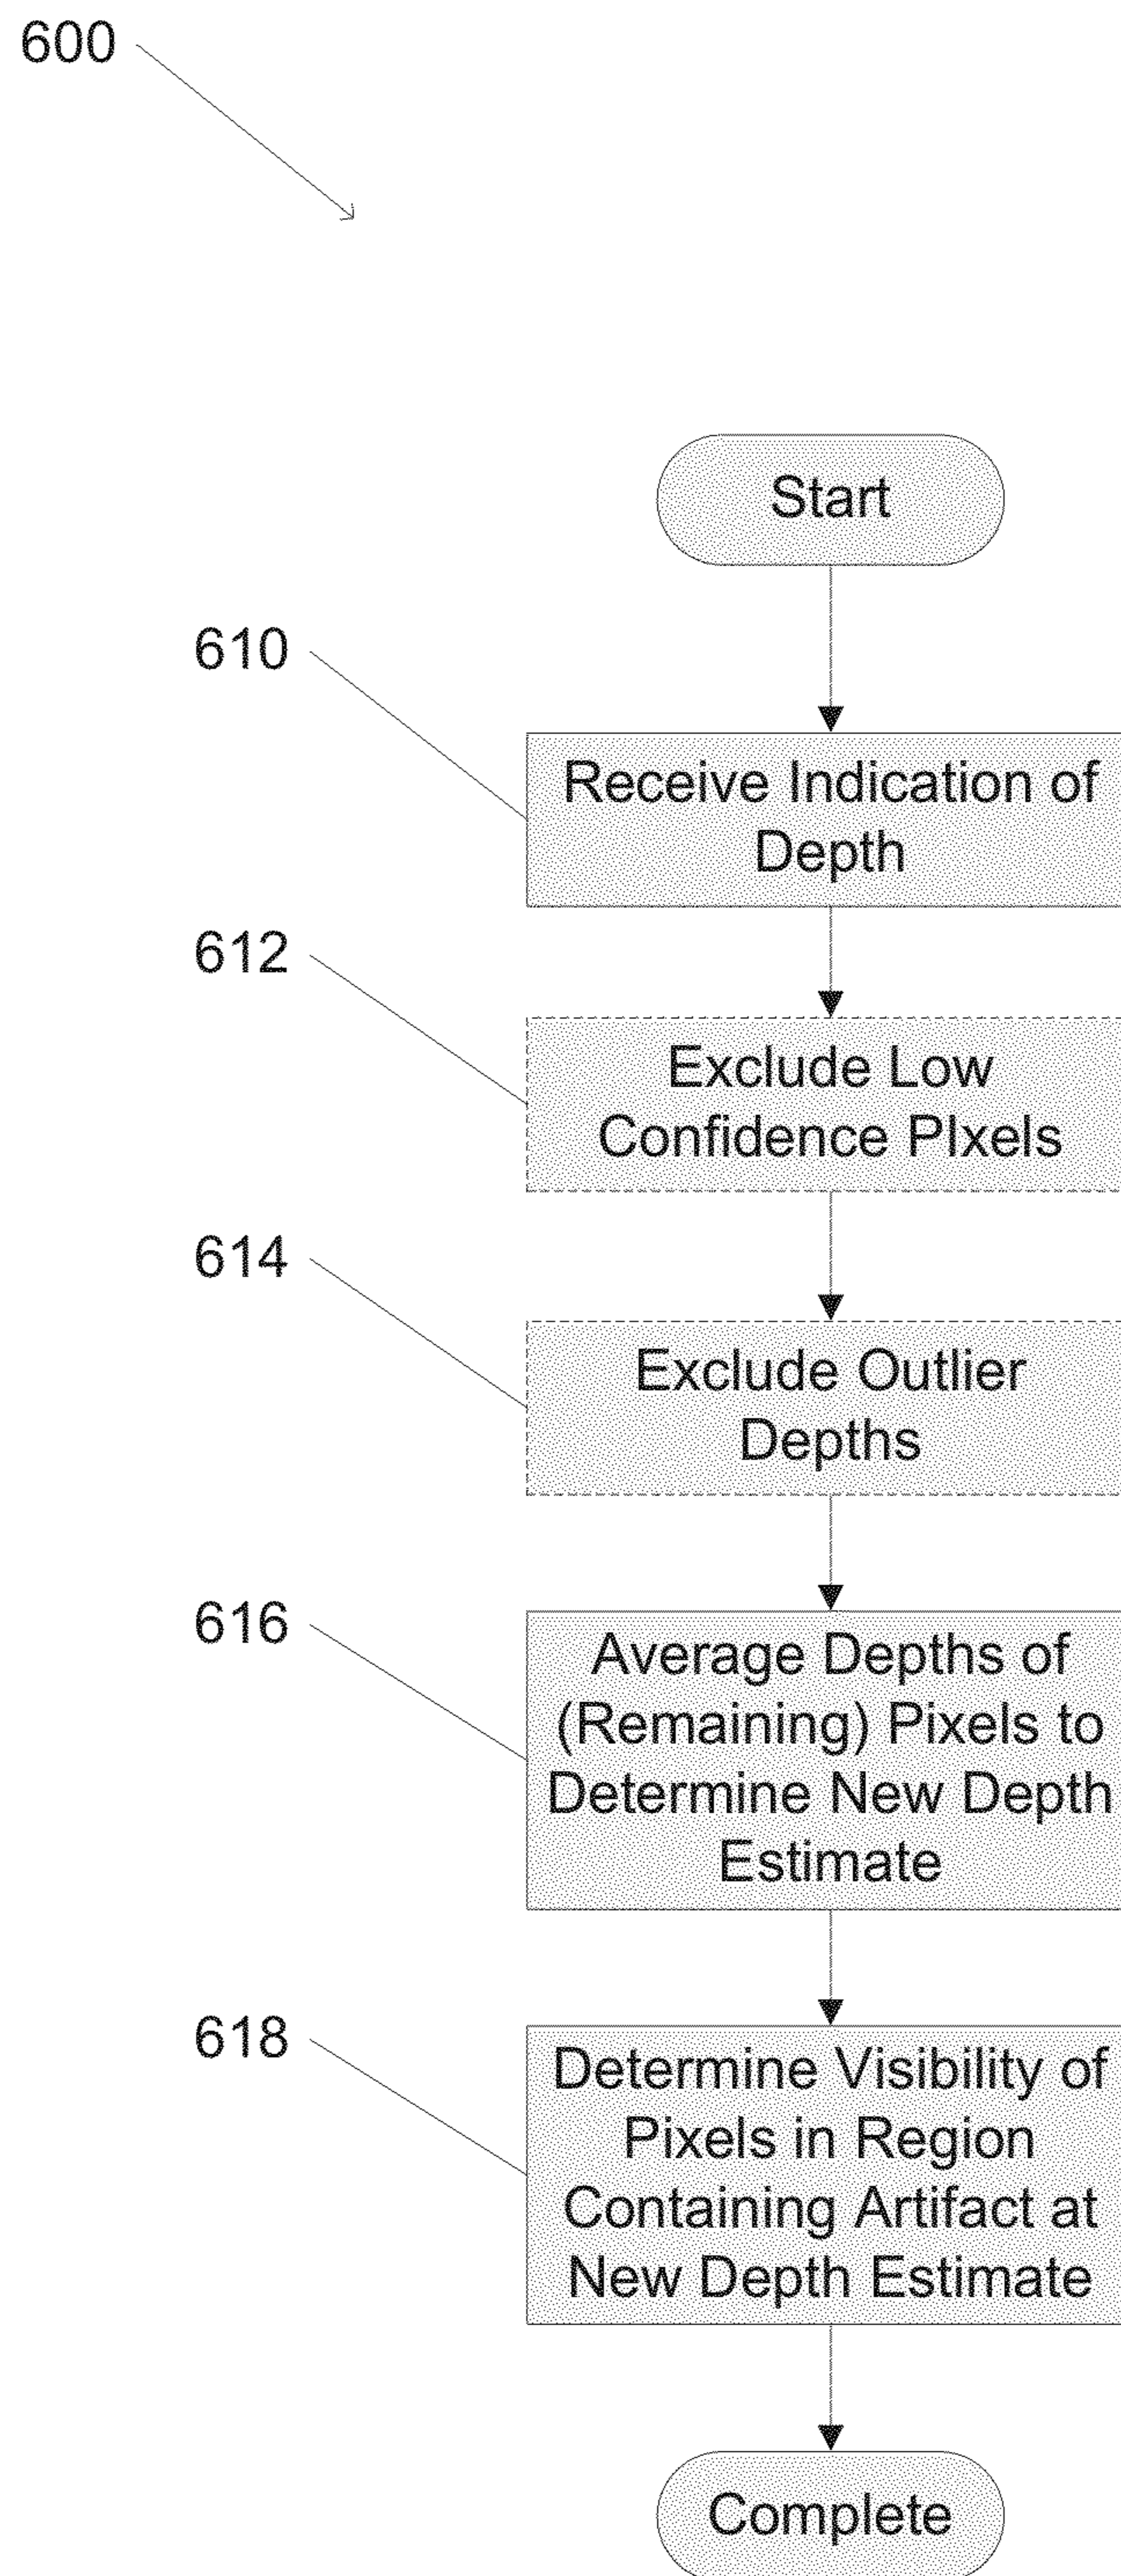 600
Start
610
Receive Indication of
Depth
612
Exclude Low
Confidence PIxels
614
Exclude Outlier
Depths
616
Average Depths of
(Remaining) Pixels to
Determine New Depth
Estimate
618
Determine Visibility of
Pixels in Region
Containing Artifact at
New Depth Estimate
Complete